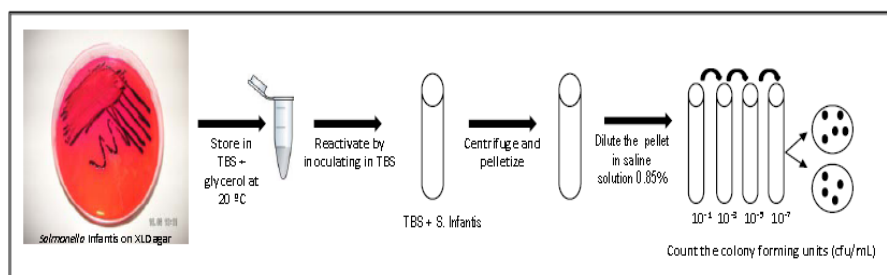 Salmonella Infantis on XLD agar
Store in
TBS +
glycerol at
20 ºC
Reactivate by
inoculating in TBS
TBS + S. Infantis
Centrifuge and
pelletize
Dilute the pellet
in saline
solution 0.85%
10⁻¹ 10⁻³ 10⁻⁵ 10⁻⁷
Count the colony forming units (cfu/mL)